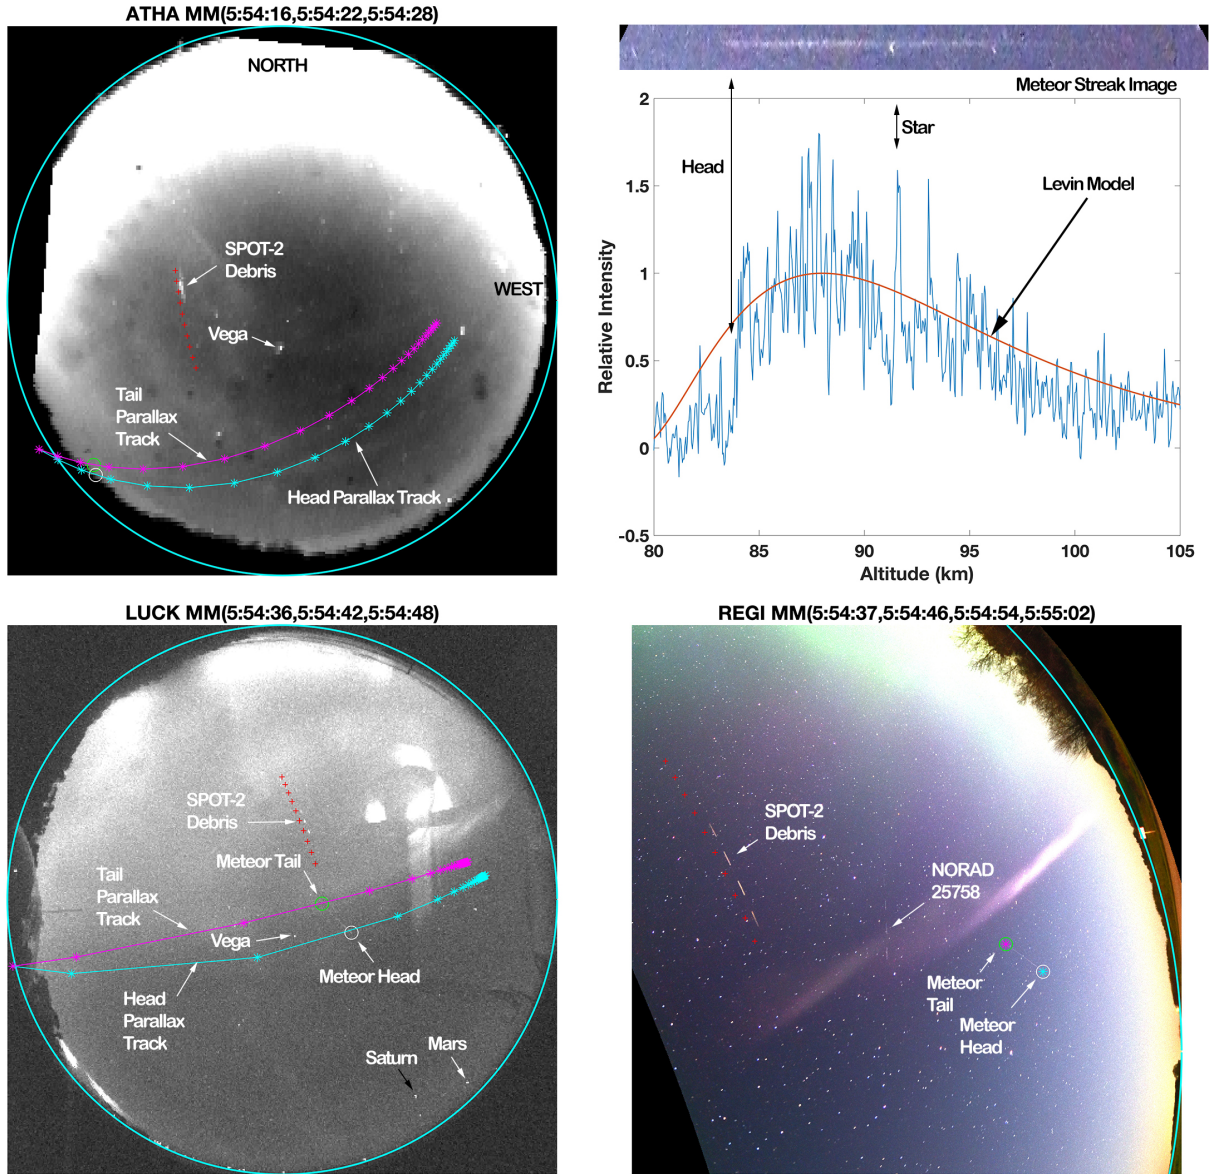 ATHA MM(5:54:16,5:54:22,5:54:28)
NORTH
SPOT-2
Debris
WEST
Vega
Tail
Parallax
Track
Head Parallax Track
Meteor Streak Image
2
Star
Head
1.5
Levin Model
1
Relative Intensity
0.5
0
-0.5
80
85
90
95
100
105
Altitude (km)
LUCK MM(5:54:36,5:54:42,5:54:48)
SPOT-2
Debris
Meteor Tail
Tail
Parallax
Track
Vega
Meteor Head
Head
Parallax
Track
Saturn
Mars
REGI MM(5:54:37,5:54:46,5:54:54,5:55:02)
SPOT-2
Debris
NORAD
25758
Meteor
Tail
Meteor
Head